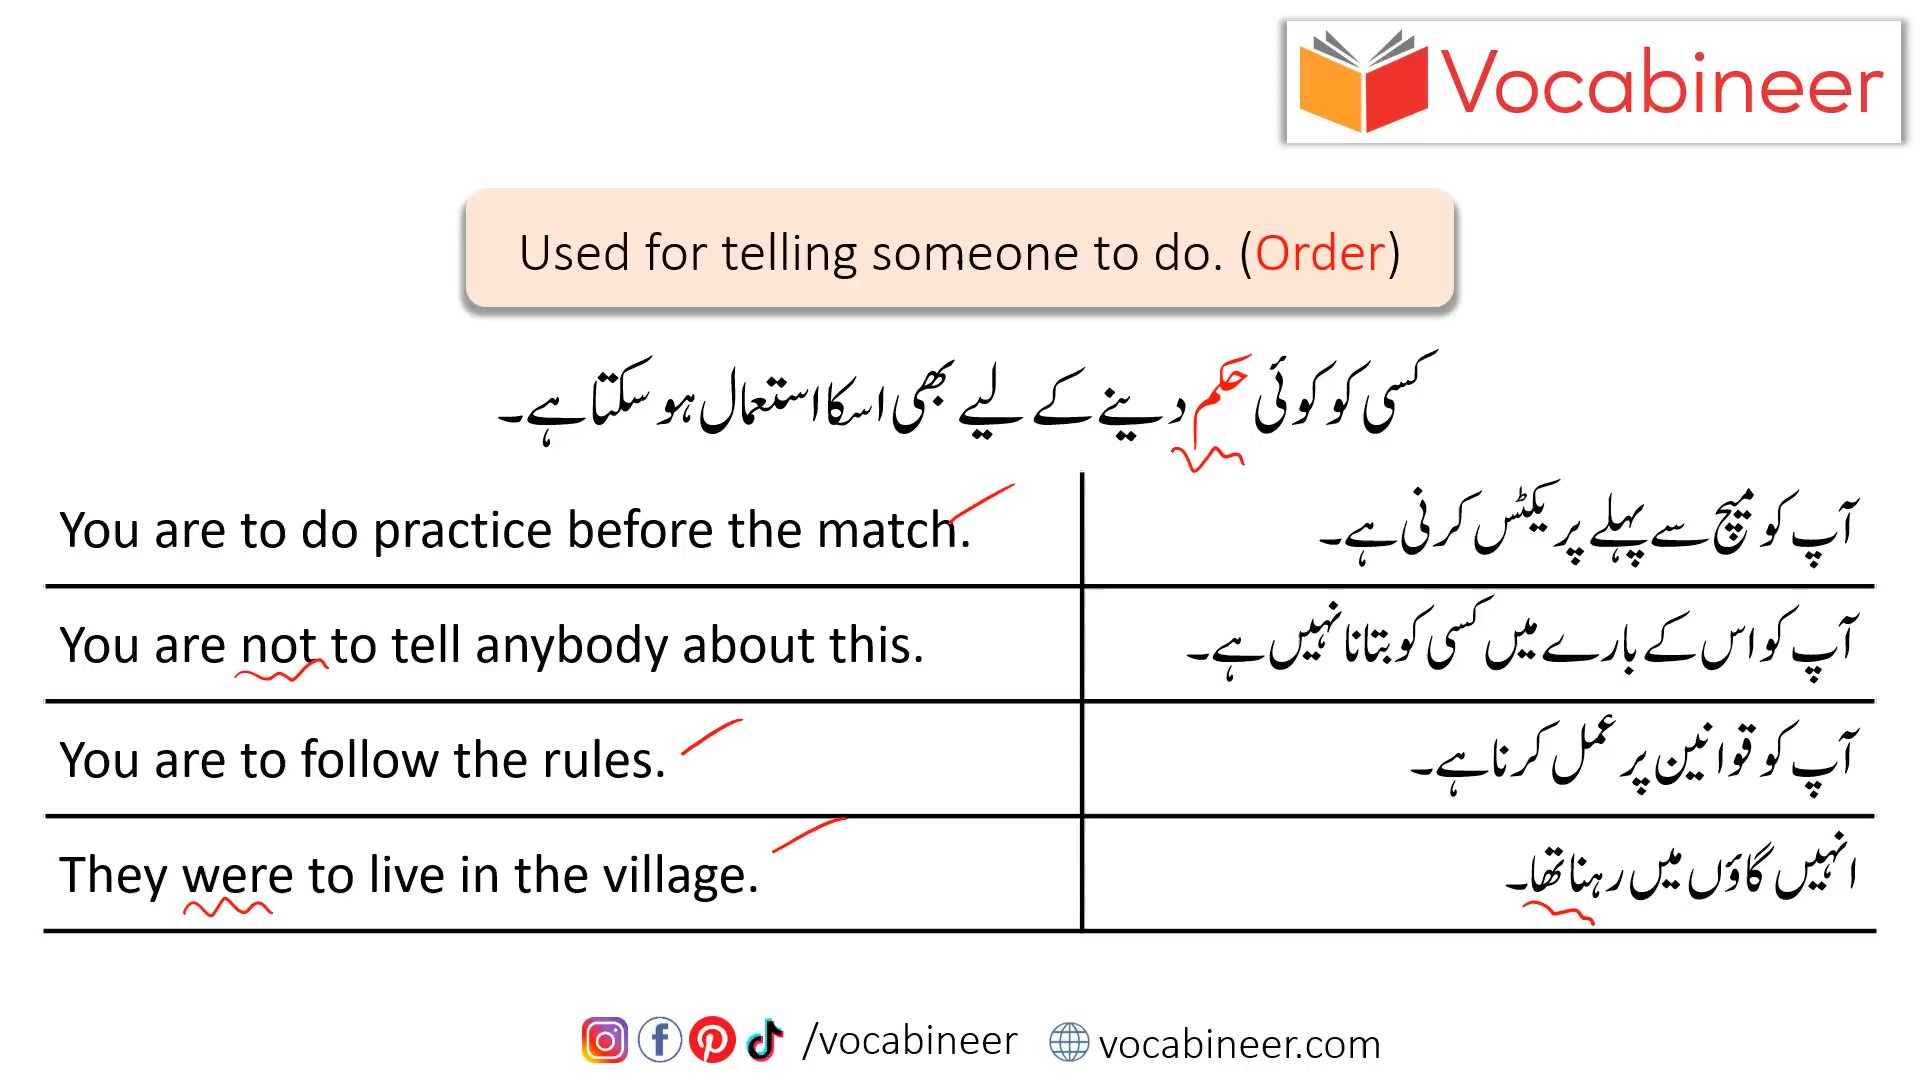 Vocabineer
Used for telling someone to do. (Order)
کسی کو کوئی حکم دینے کے لیے بھی اسکا استعمال ہو سکتا ہے۔
You are to do practice before the match.
آپ کو میچ سے پہلے پریکٹس کرنی ہے۔
You are not to tell anybody about this.
آپ کو اس کے بارے میں کسی کو بتانا نہیں ہے۔
You are to follow the rules.
آپ کو قوانین پر عمل کرنا ہے۔
They were to live in the village.
انہیں گاؤں میں رہنا تھا۔
/vocabineer vocabineer.com